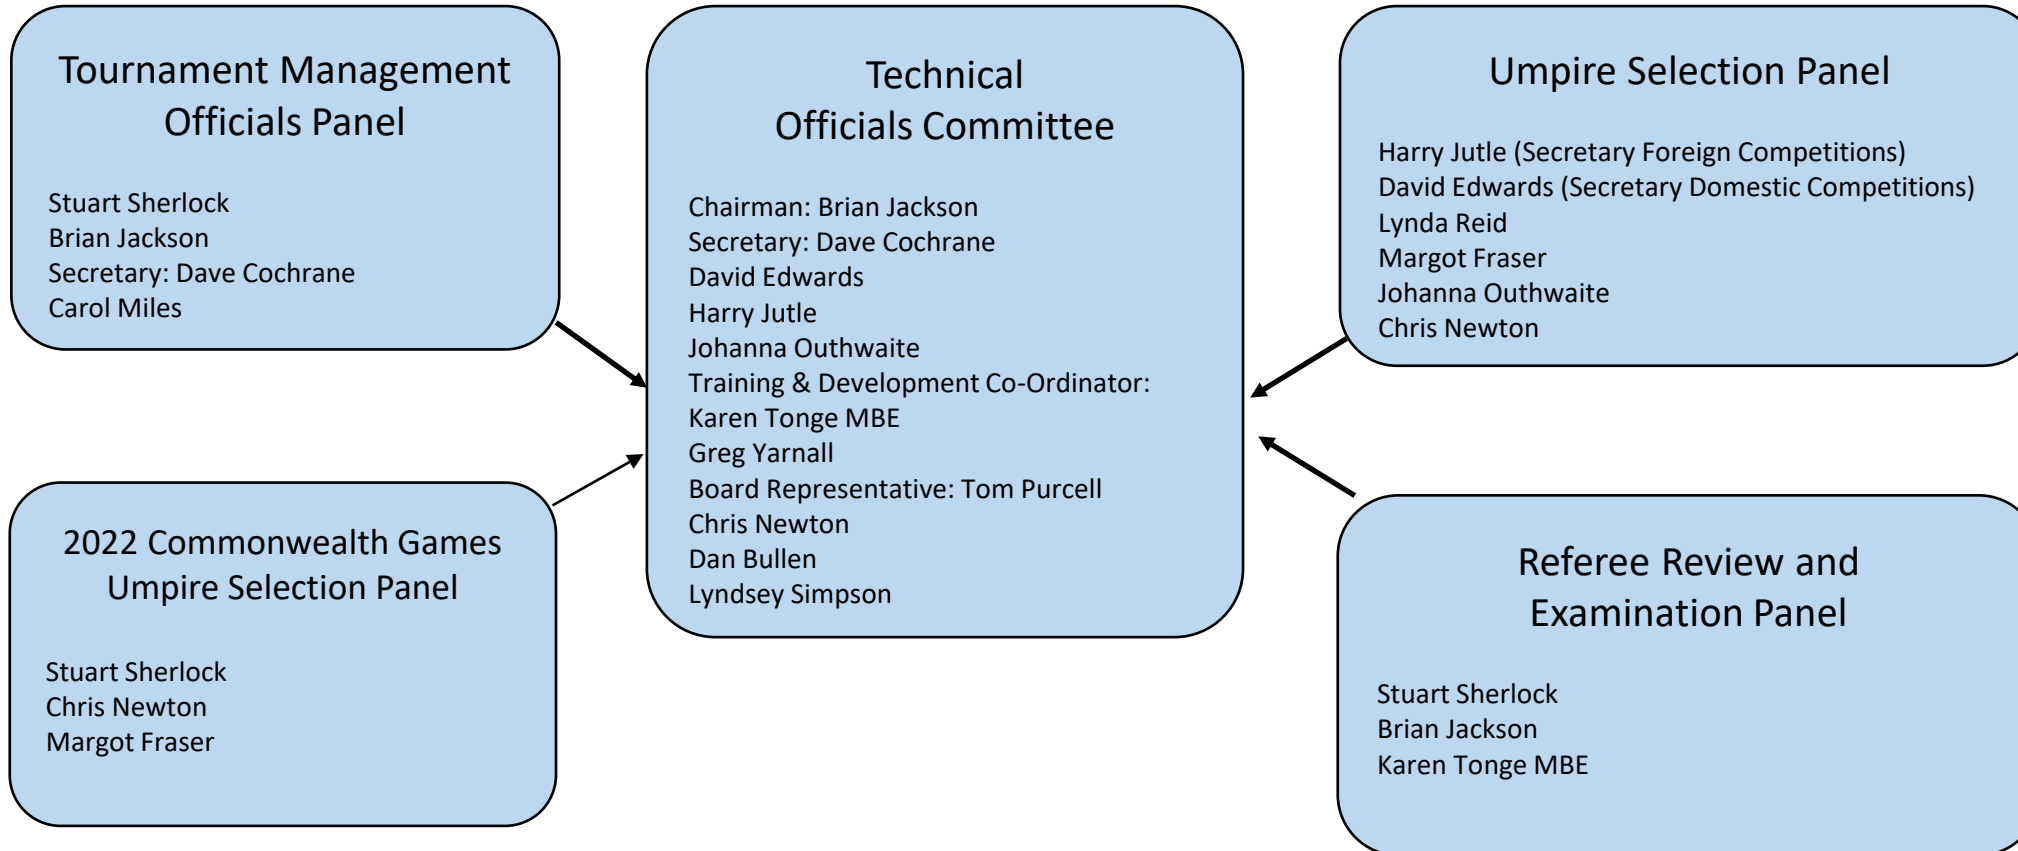 Tournament Management
Officials Panel
Stuart Sherlock
Brian Jackson
Secretary: Dave Cochrane
Carol Miles
2022 Commonwealth Games
Umpire Selection Panel
Stuart Sherlock
Chris Newton
Margot Fraser
Technical
Officials Committee
Chairman: Brian Jackson
Secretary: Dave Cochrane
David Edwards
Harry Jutle
Johanna Outhwaite
Training & Development Co-Ordinator:
Karen Tonge MBE
Greg Yarnall
Board Representative: Tom Purcell
Chris Newton
Dan Bullen
Lyndsey Simpson
Umpire Selection Panel
Harry Jutle (Secretary Foreign Competitions)
David Edwards (Secretary Domestic Competitions)
Lynda Reid
Margot Fraser
Johanna Outhwaite
Chris Newton
Referee Review and
Examination Panel
Stuart Sherlock
Brian Jackson
Karen Tonge MBE